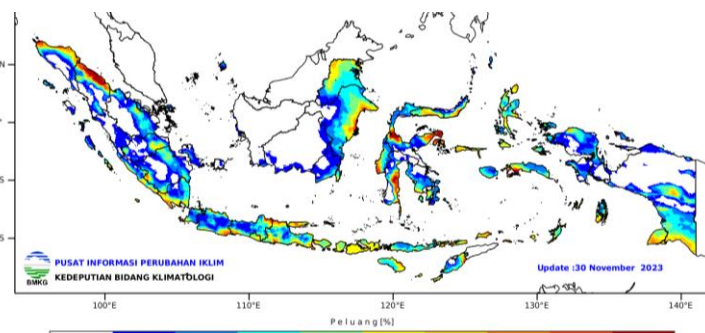 N
S
S
PUSAT INFORMASI PERUBAHAN IKLIM
KEDEPUTIAN BIDANG KLIMATOLOGI
BMKG
Update :30 November 2023
100°E 110°E 120°E 130°E 140°E
Peluang[%]